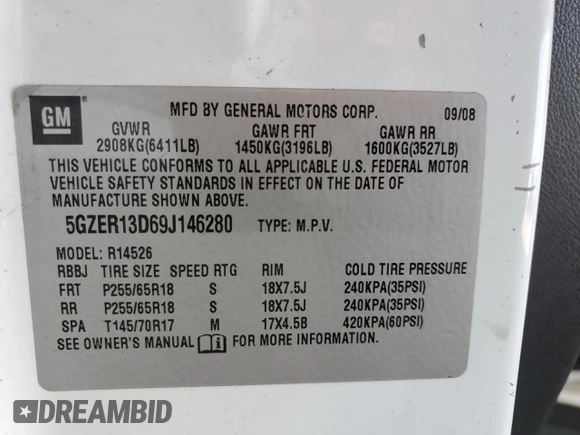 GM
MFD BY GENERAL MOTORS CORP. 09/08
GVWR GAWR FRT GAWR RR
2908KG(6411LB) 1450KG(3196LB) 1600KG(3527LB)
THIS VEHICLE CONFORMS TO ALL APPLICABLE U.S. FEDERAL MOTOR
VEHICLE SAFETY STANDARDS IN EFFECT ON THE DATE OF
MANUFACTURE SHOWN ABOVE.
5GZER13D69J146280 TYPE: M.P.V.
MODEL: R14526
RBBJ TIRE SIZE SPEED RTG RIM COLD TIRE PRESSURE
FRT P255/65R18 S 18X7.5J 240KPA(35PSI)
RR P255/65R18 S 18X7.5J 240KPA(35PSI)
SPA T145/70R17 M 17X4.5B 420KPA(60PSI)
SEE OWNER'S MANUAL FOR MORE INFORMATION.
DREAMBID